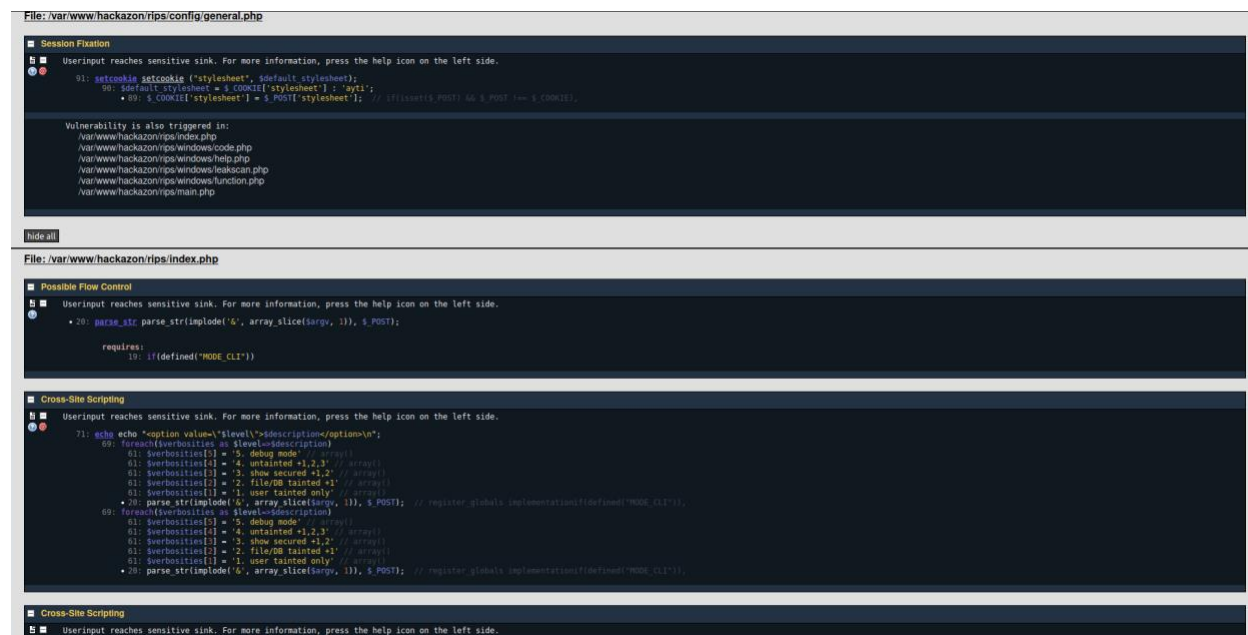 File: /var/www/hackazon/rips/config/general.php
Session Fixation
Userinput reaches sensitive sink. For more information, press the help icon on the left side.
91: setcookie setcookie ("stylesheet", $default_stylesheet);
90: $default_stylesheet = $_COOKIE['stylesheet'] : 'ayti';
• 89: $_COOKIE['stylesheet'] = $_POST['stylesheet']; // if(isset($_POST) && $_POST !== $_COOKIE),
Vulnerability is also triggered in:
/var/www/hackazon/rips/index.php
/var/www/hackazon/rips/windows/code.php
/var/www/hackazon/rips/windows/help.php
/var/www/hackazon/rips/windows/leakscan.php
/var/www/hackazon/rips/windows/function.php
/var/www/hackazon/rips/main.php
hide all
File: /var/www/hackazon/rips/index.php
Possible Flow Control
Userinput reaches sensitive sink. For more information, press the help icon on the left side.
• 20: parse_str parse_str(implode('&', array_slice($argv, 1)), $_POST);
requires:
19: if(defined("MODE_CLI"))
Cross-Site Scripting
Userinput reaches sensitive sink. For more information, press the help icon on the left side.
71: echo echo "<option value=\"$level\">$description</option>\n";
69: foreach($verbosities as $level=>$description)
61: $verbosities[5] = '5. debug mode' // array()
61: $verbosities[4] = '4. untainted +1,2,3' // array()
61: $verbosities[3] = '3. show secured +1,2' // array()
61: $verbosities[2] = '2. file/DB tainted +1' // array()
61: $verbosities[1] = '1. user tainted only' // array()
• 20: parse_str(implode('&', array_slice($argv, 1)), $_POST); // register_globals implementationif(defined("MODE_CLI")),
69: foreach($verbosities as $level=>$description)
61: $verbosities[5] = '5. debug mode' // array()
61: $verbosities[4] = '4. untainted +1,2,3' // array()
61: $verbosities[3] = '3. show secured +1,2' // array()
61: $verbosities[2] = '2. file/DB tainted +1' // array()
61: $verbosities[1] = '1. user tainted only' // array()
• 20: parse_str(implode('&', array_slice($argv, 1)), $_POST); // register_globals implementationif(defined("MODE_CLI")),
Cross-Site Scripting
Userinput reaches sensitive sink. For more information, press the help icon on the left side.